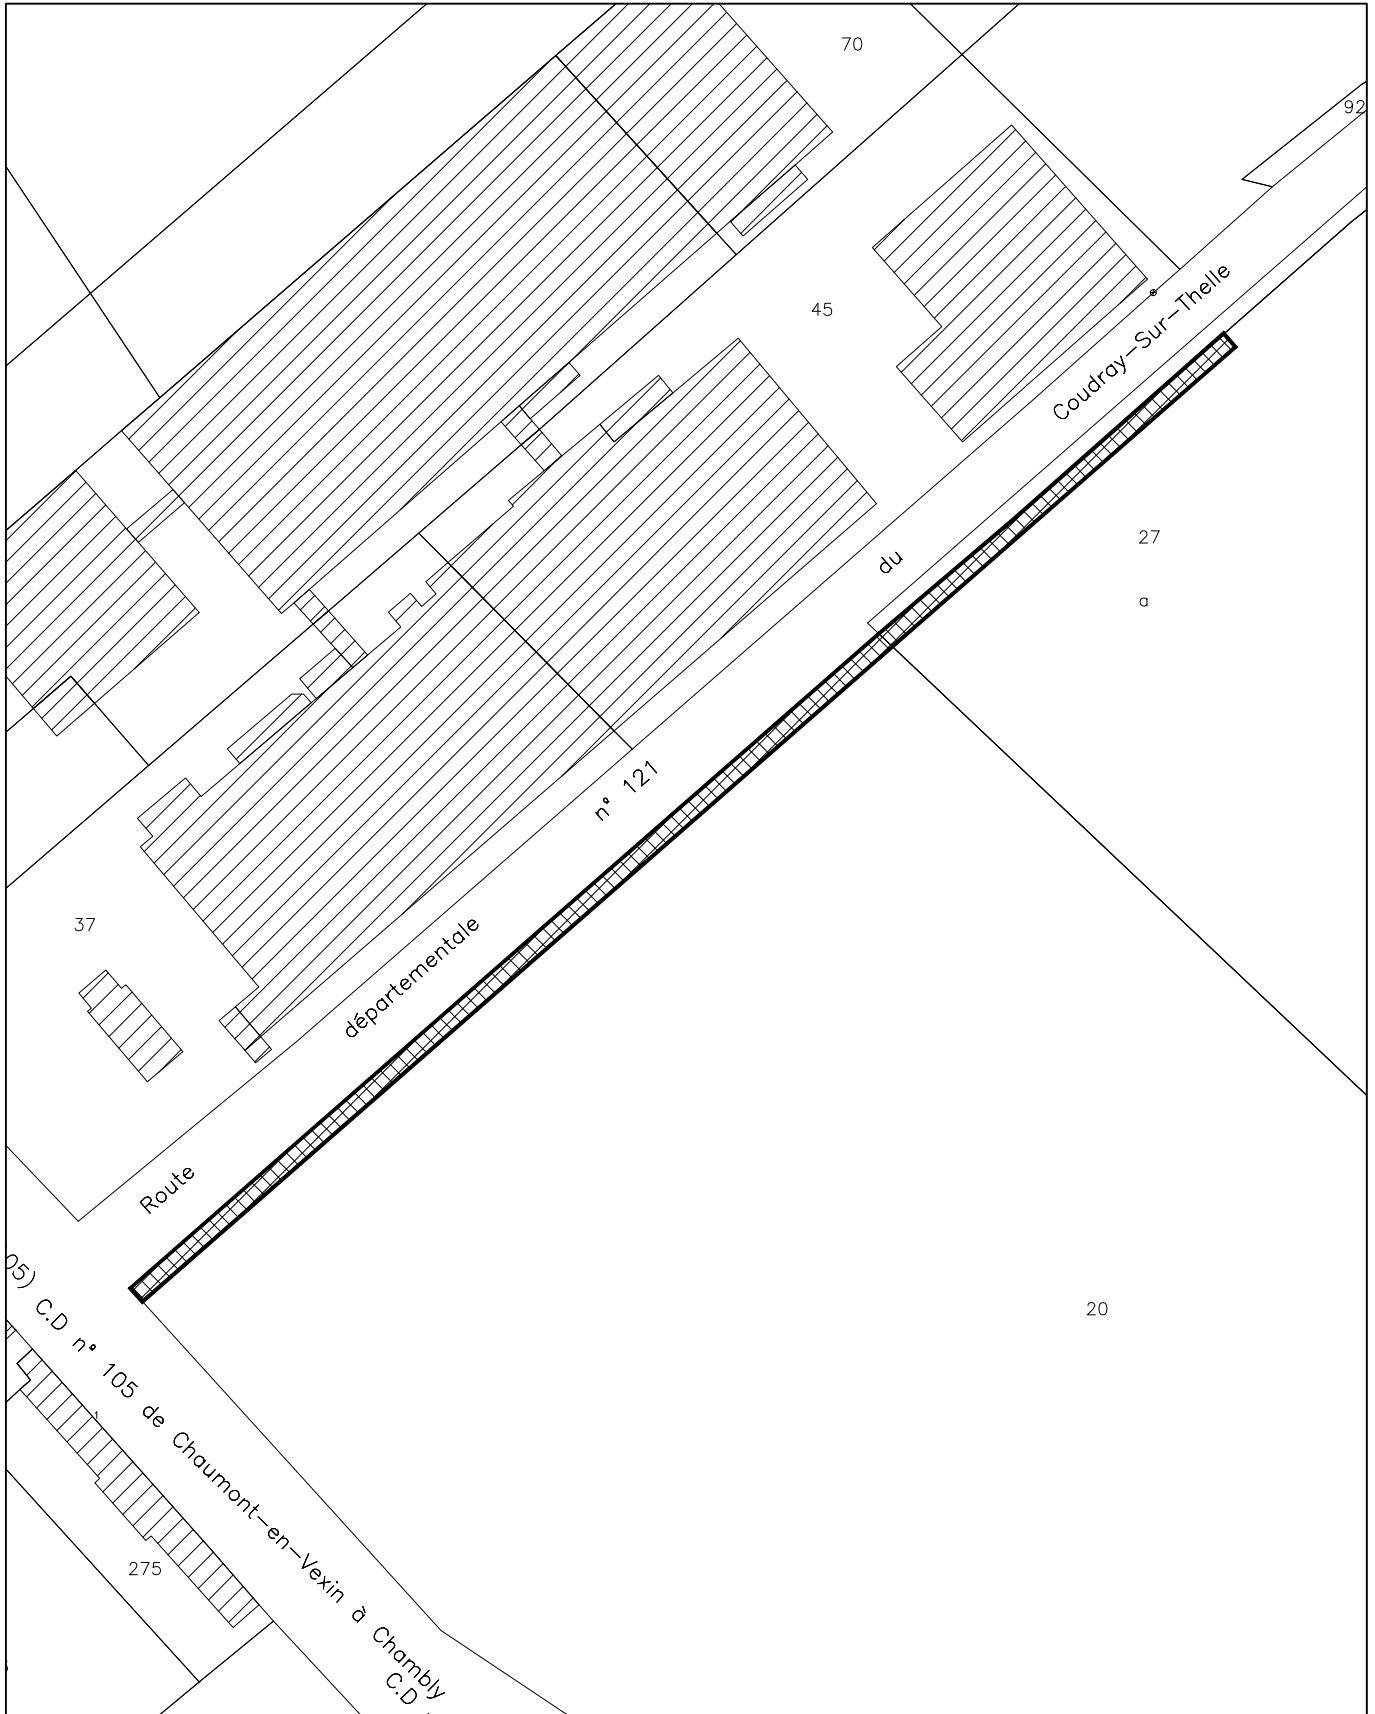 70
92
45
Coudray-Sur-Thelle
27
du
a
n° 121
37
départementale
Route
20
05) C.D n° 105 de Chaumont-en-Vexin à Chambly
275
C.D